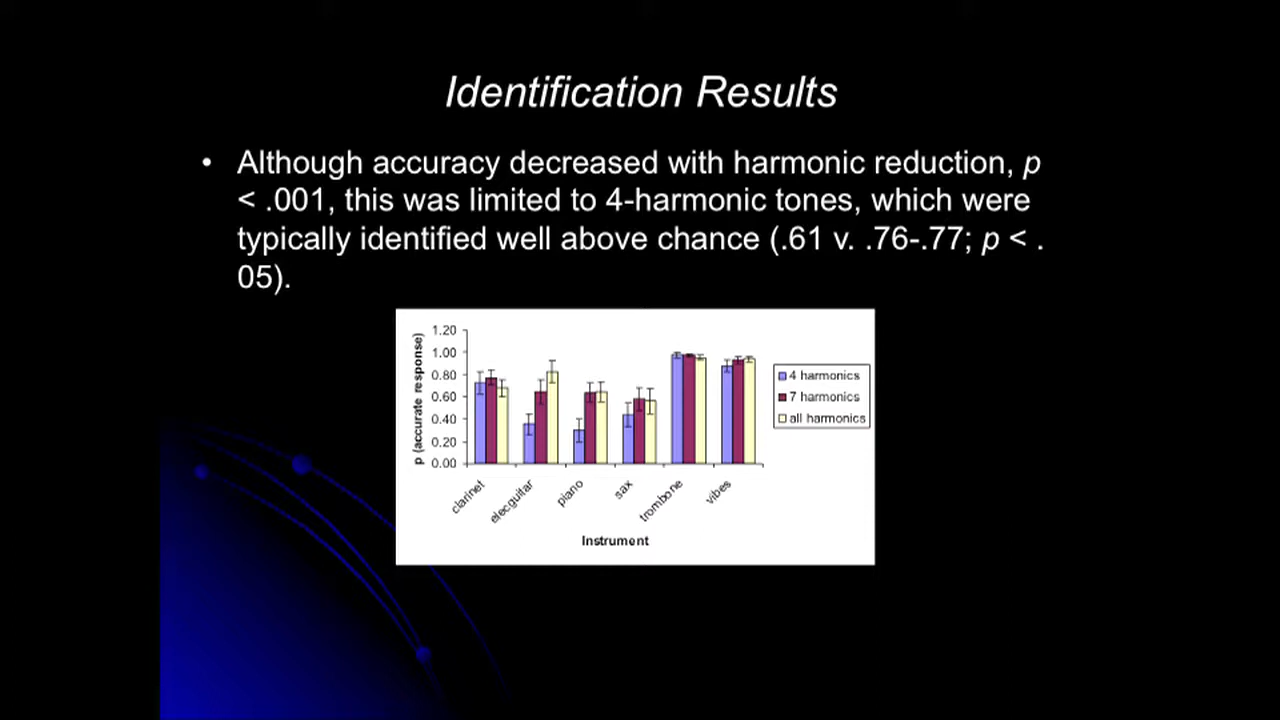 Identification Results
• Although accuracy decreased with harmonic reduction, p
< .001, this was limited to 4-harmonic tones, which were
typically identified well above chance (.61 v. .76-.77; p < .
05).
p (accurate response)
1.20
1.00
0.80
0.60
0.40
0.20
0.00
clarinet
elecguitar
piano
sax
trombone
vibes
Instrument
4 harmonics
7 harmonics
all harmonics